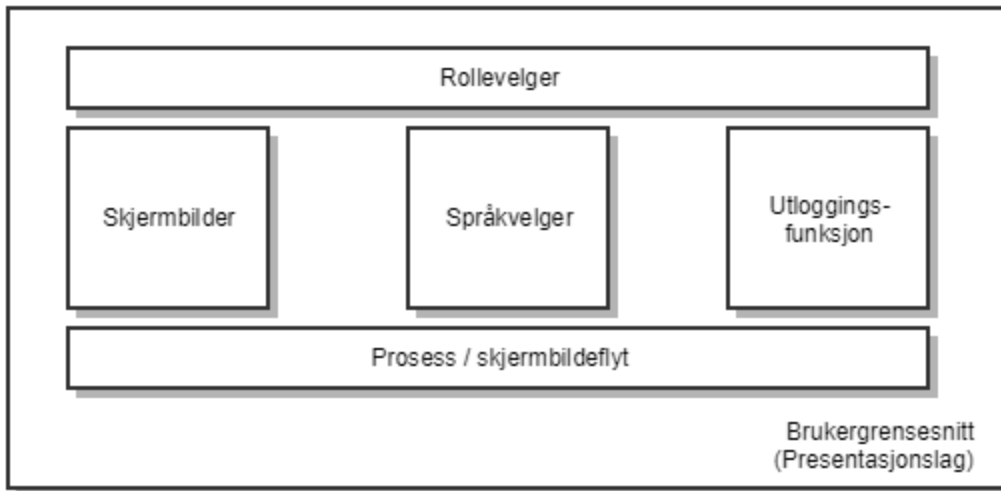 Rollevelger
Skjermbilder
Språkvelger
Utloggings-
funksjon
Prosess / skjermbildeflyt
Brukergrensesnitt
(Presentasjonslag)